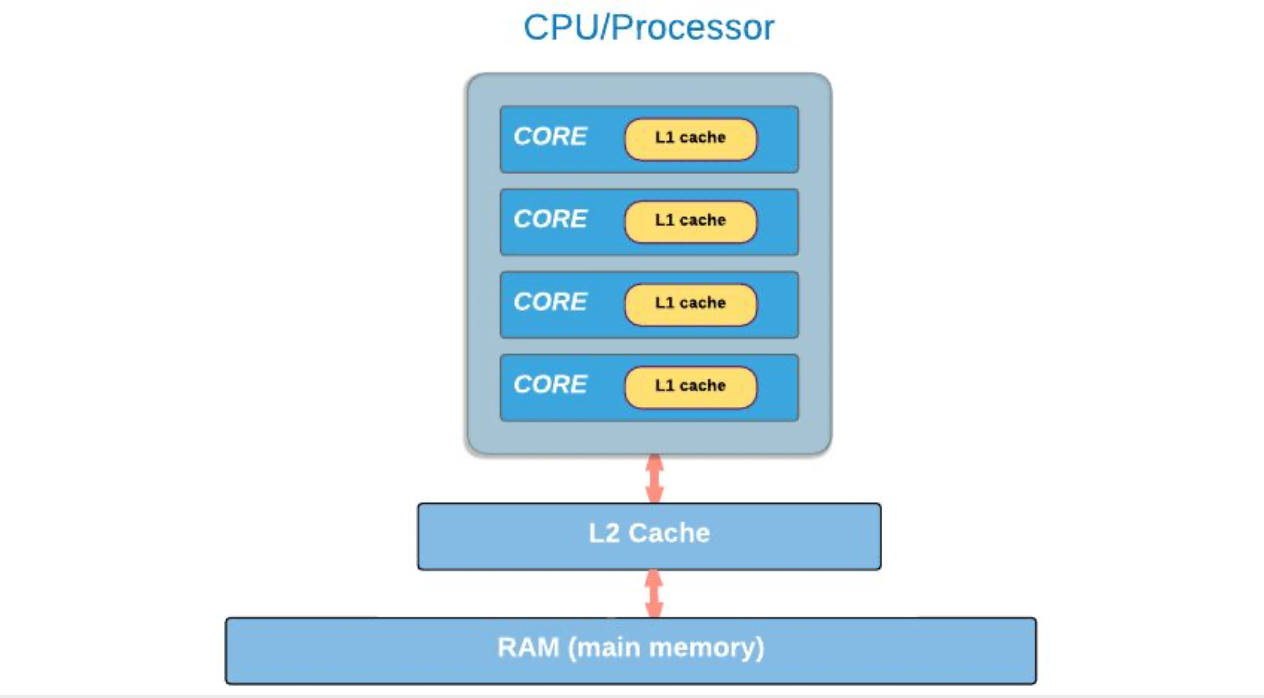 CPU/Processor
CORE L1 cache
CORE L1 cache
CORE L1 cache
CORE L1 cache
L2 Cache
RAM (main memory)